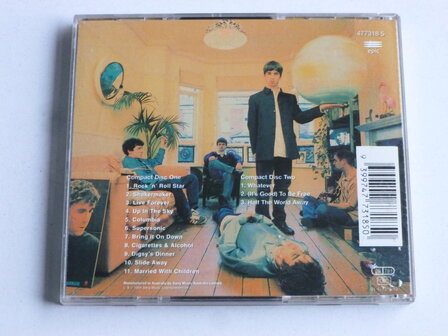 477318 5
epic
Compact Disc One
1. Rock 'n' Roll Star
2. Shakermaker
3. Live Forever
4. Up In The Sky
5. Columbia
6. Supersonic
7. Bring It On Down
8. Cigarettes & Alcohol
9. Digsy's Dinner
10. Slide Away
11. Married With Children
Compact Disc Two
1. Whatever
2. (It's Good) To Be Free
3. Half The World Away